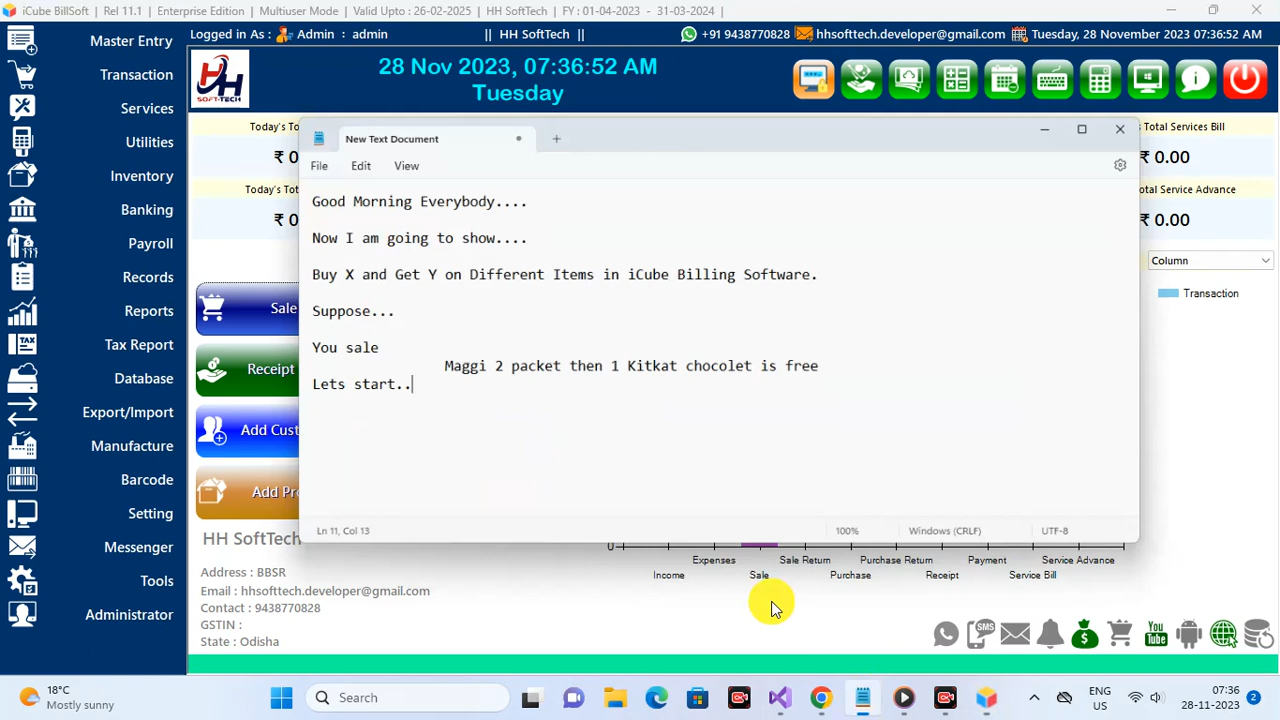 iCube BillSoft | Rel 11.1 | Enterprise Edition | Multiuser Mode | Valid Upto : 26-02-2025 | HH SoftTech | FY : 01-04-2023 - 31-03-2024 |
Logged in As : Admin : admin || HH SoftTech || +91 9438770828 hhsofttech.developer@gmail.com Tuesday, 28 November 2023 07:36:52 AM
Master Entry
Transaction
Services
Utilities
Inventory
Banking
Payroll
Records
Reports
Tax Report
Database
Export/Import
Manufacture
Barcode
Setting
Messenger
Tools
Administrator
HH
SOFT-TECH
28 Nov 2023, 07:36:52 AM
Tuesday
Today's To
₹ 0
Today's Tot
₹ 0
Total Services Bill
₹ 0.00
otal Service Advance
₹ 0.00
Column
Transaction
Sale
Receipt
Add Cust
Add Pro
New Text Document
File Edit View
Good Morning Everybody....
Now I am going to show....
Buy X and Get Y on Different Items in iCube Billing Software.
Suppose...
You sale
Maggi 2 packet then 1 Kitkat chocolet is free
Lets start..
Ln 11, Col 13 100% Windows (CRLF) UTF-8
0
Expenses Sale Return Purchase Return Payment Service Advance
Income Sale Purchase Receipt Service Bill
HH SoftTech
Address : BBSR
Email : hhsofttech.developer@gmail.com
Contact : 9438770828
GSTIN :
State : Odisha
SMS
You
Tube
18°C
Mostly sunny
Search
ENG
US
07:36
28-11-2023
2